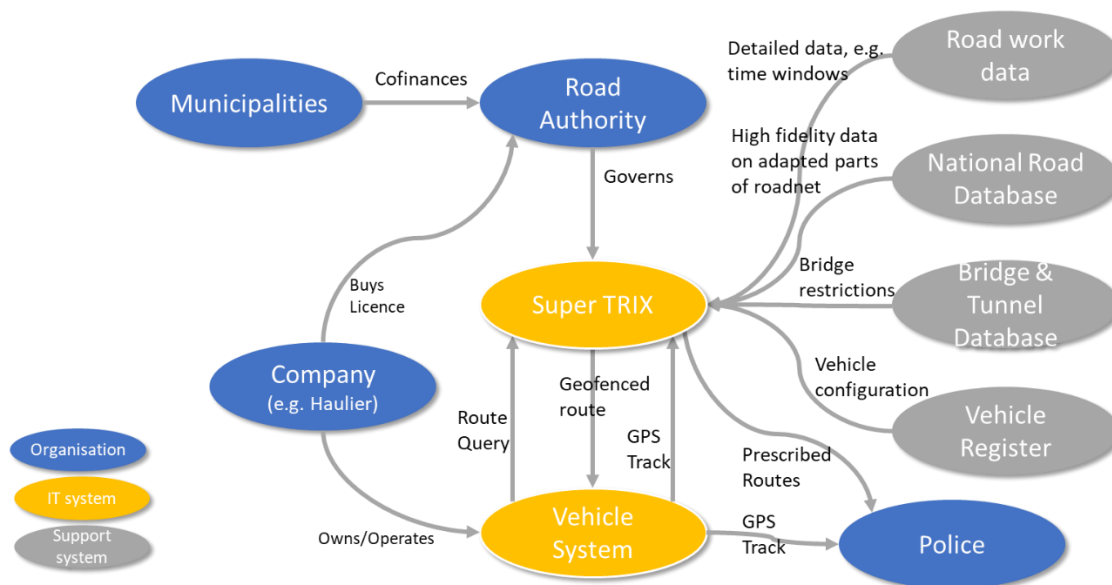 Municipalities
Cofinances
Road
Authority
Detailed data, e.g.
time windows
Road work
data
High fidelity data
on adapted parts
of roadnet
National Road
Database
Governs
Buys
Licence
Super TRIX
Bridge
restrictions
Bridge &
Tunnel
Database
Company
(e.g. Haulier)
Geofenced
route
Route
Query
GPS
Track
Vehicle
configuration
Vehicle
Register
Prescribed
Routes
Organisation
IT system
Support
system
Owns/Operates
Vehicle
System
GPS
Track
Police